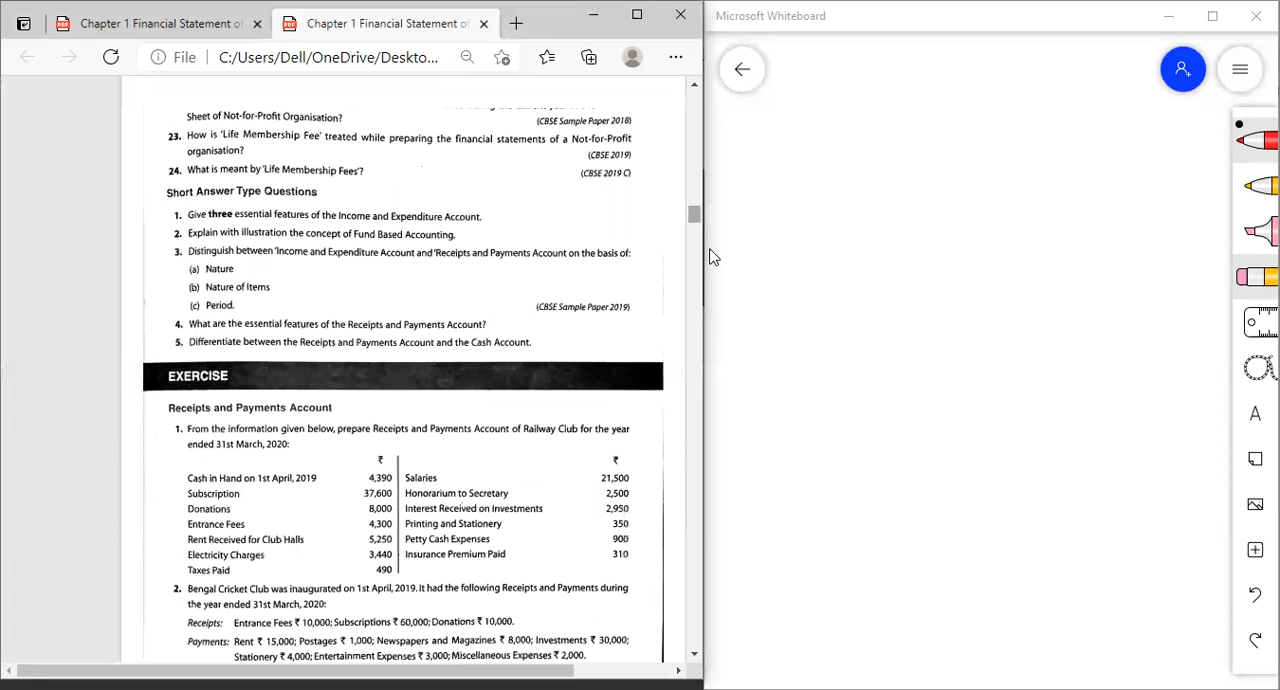 Chapter 1 Financial Statement of
Chapter 1 Financial Statement of
Microsoft Whiteboard
File
C:/Users/Dell/OneDrive/Deskto...
Sheet of Not-for-Profit Organisation?
(CBSE Sample Paper 2018)
23. How is 'Life Membership Fee' treated while preparing the financial statements of a Not-for-Profit
organisation?
(CBSE 2019)
24. What is meant by 'Life Membership Fees'?
(CBSE 2019 C)
Short Answer Type Questions
1. Give three essential features of the Income and Expenditure Account.
2. Explain with illustration the concept of Fund Based Accounting.
3. Distinguish between 'Income and Expenditure Account and 'Receipts and Payments Account on the basis of:
(a) Nature
(b) Nature of Items
(c) Period.
(CBSE Sample Paper 2019)
4. What are the essential features of the Receipts and Payments Account?
5. Differentiate between the Receipts and Payments Account and the Cash Account.
EXERCISE
Receipts and Payments Account
1. From the information given below, prepare Receipts and Payments Account of Railway Club for the year
ended 31st March, 2020:
₹ ₹
Cash in Hand on 1st April, 2019 4,390 Salaries 21,500
Subscription 37,600 Honorarium to Secretary 2,500
Donations 8,000 Interest Received on Investments 2,950
Entrance Fees 4,300 Printing and Stationery 350
Rent Received for Club Halls 5,250 Petty Cash Expenses 900
Electricity Charges 3,440 Insurance Premium Paid 310
Taxes Paid 490
2. Bengal Cricket Club was inaugurated on 1st April, 2019. It had the following Receipts and Payments during
the year ended 31st March, 2020:
Receipts: Entrance Fees ₹ 10,000; Subscriptions ₹ 60,000; Donations ₹ 10,000.
Payments: Rent ₹ 15,000; Postages ₹ 1,000; Newspapers and Magazines ₹ 8,000; Investments ₹ 30,000;
Stationery ₹ 4,000; Entertainment Expenses ₹ 3,000; Miscellaneous Expenses ₹ 2,000.